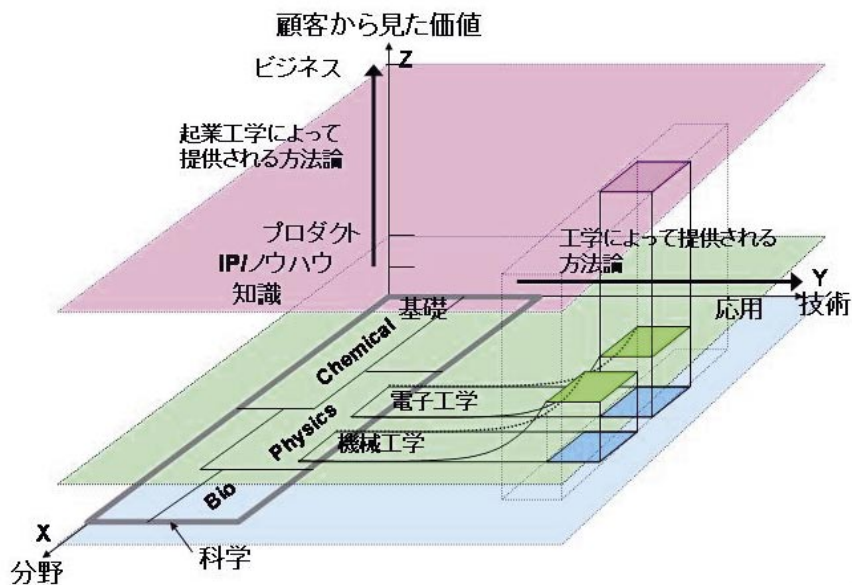 顧客から見た価値
ビジネス
Z
起業工学によって
提供される方法論
プロダクト
IP/ノウハウ
知識
工学によって提供される
方法論
Y
基礎
応用
技術
Chemical
電子工学
Physics
機械工学
Bio
X
分野
科学